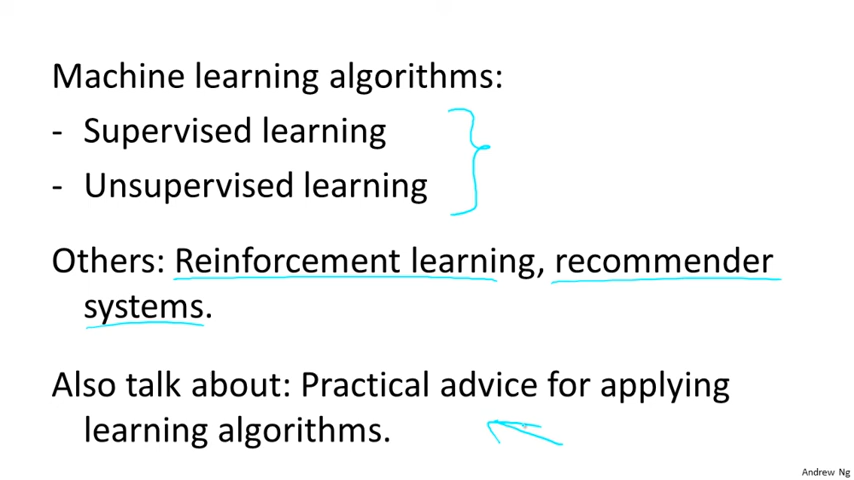 Machine learning algorithms:
- Supervised learning
- Unsupervised learning
Others: Reinforcement learning, recommender
systems.
Also talk about: Practical advice for applying
learning algorithms.
Andrew Ng